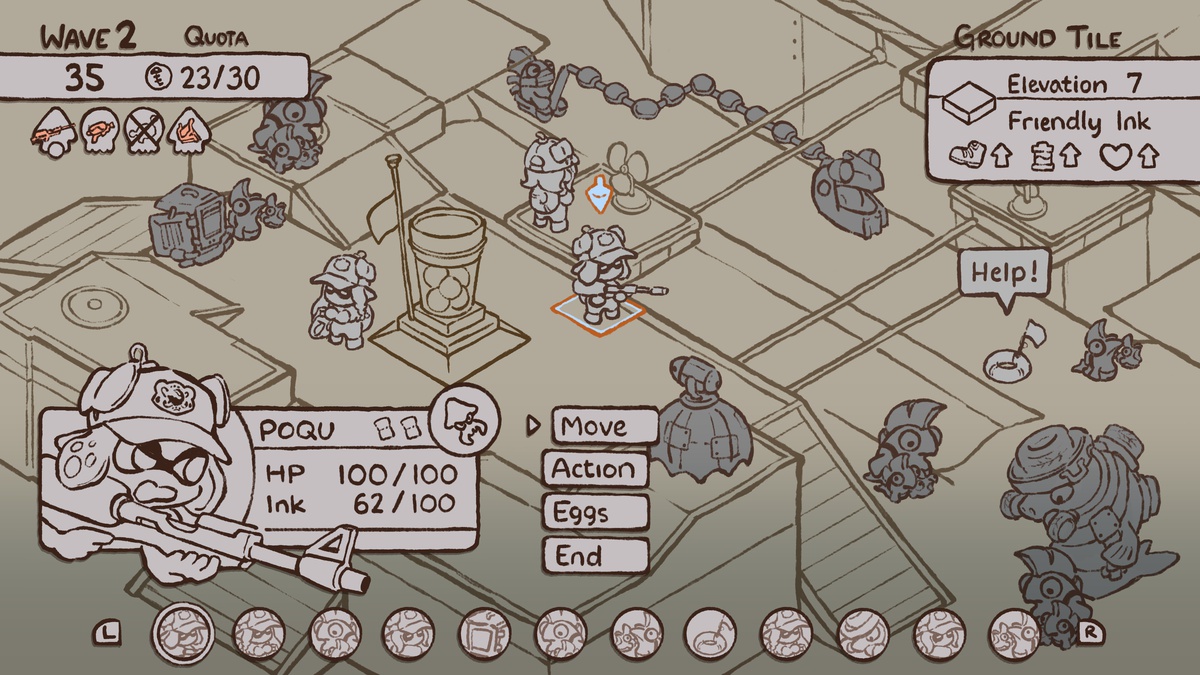 WAVE 2 QUOTA
35 23/30
GROUND TILE
Elevation 7
Friendly Ink
Help!
POQU
HP 100/100
Ink 62/100
Move
Action
Eggs
End
L
R